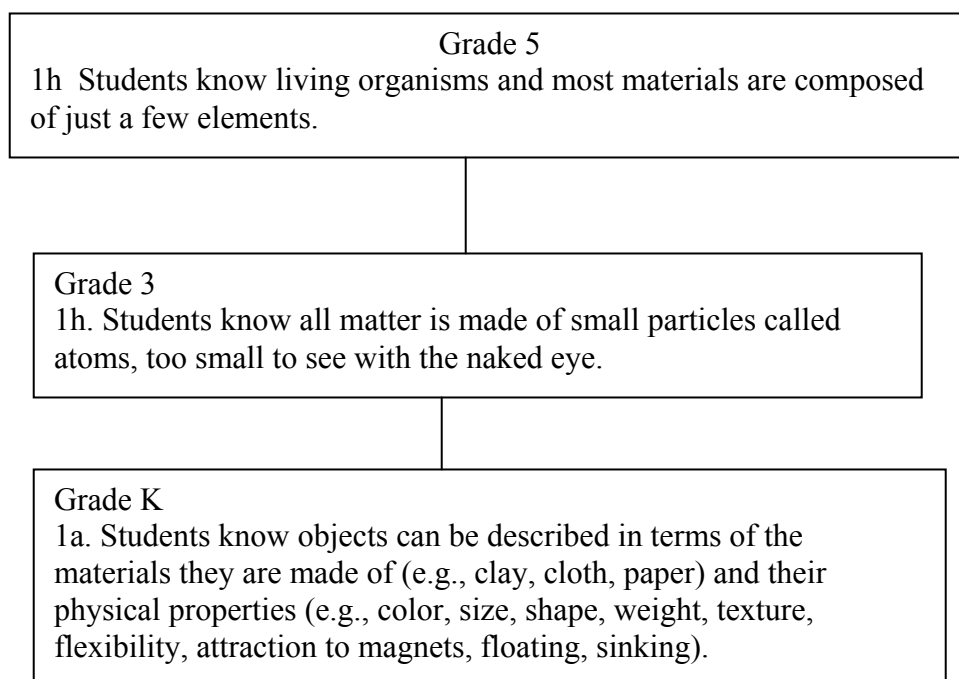 Grade 5
1h  Students know living organisms and most materials are composed
of just a few elements.
Grade 3
1h. Students know all matter is made of small particles called
atoms, too small to see with the naked eye.
Grade K
1a. Students know objects can be described in terms of the
materials they are made of (e.g., clay, cloth, paper) and their
physical properties (e.g., color, size, shape, weight, texture,
flexibility, attraction to magnets, floating, sinking).